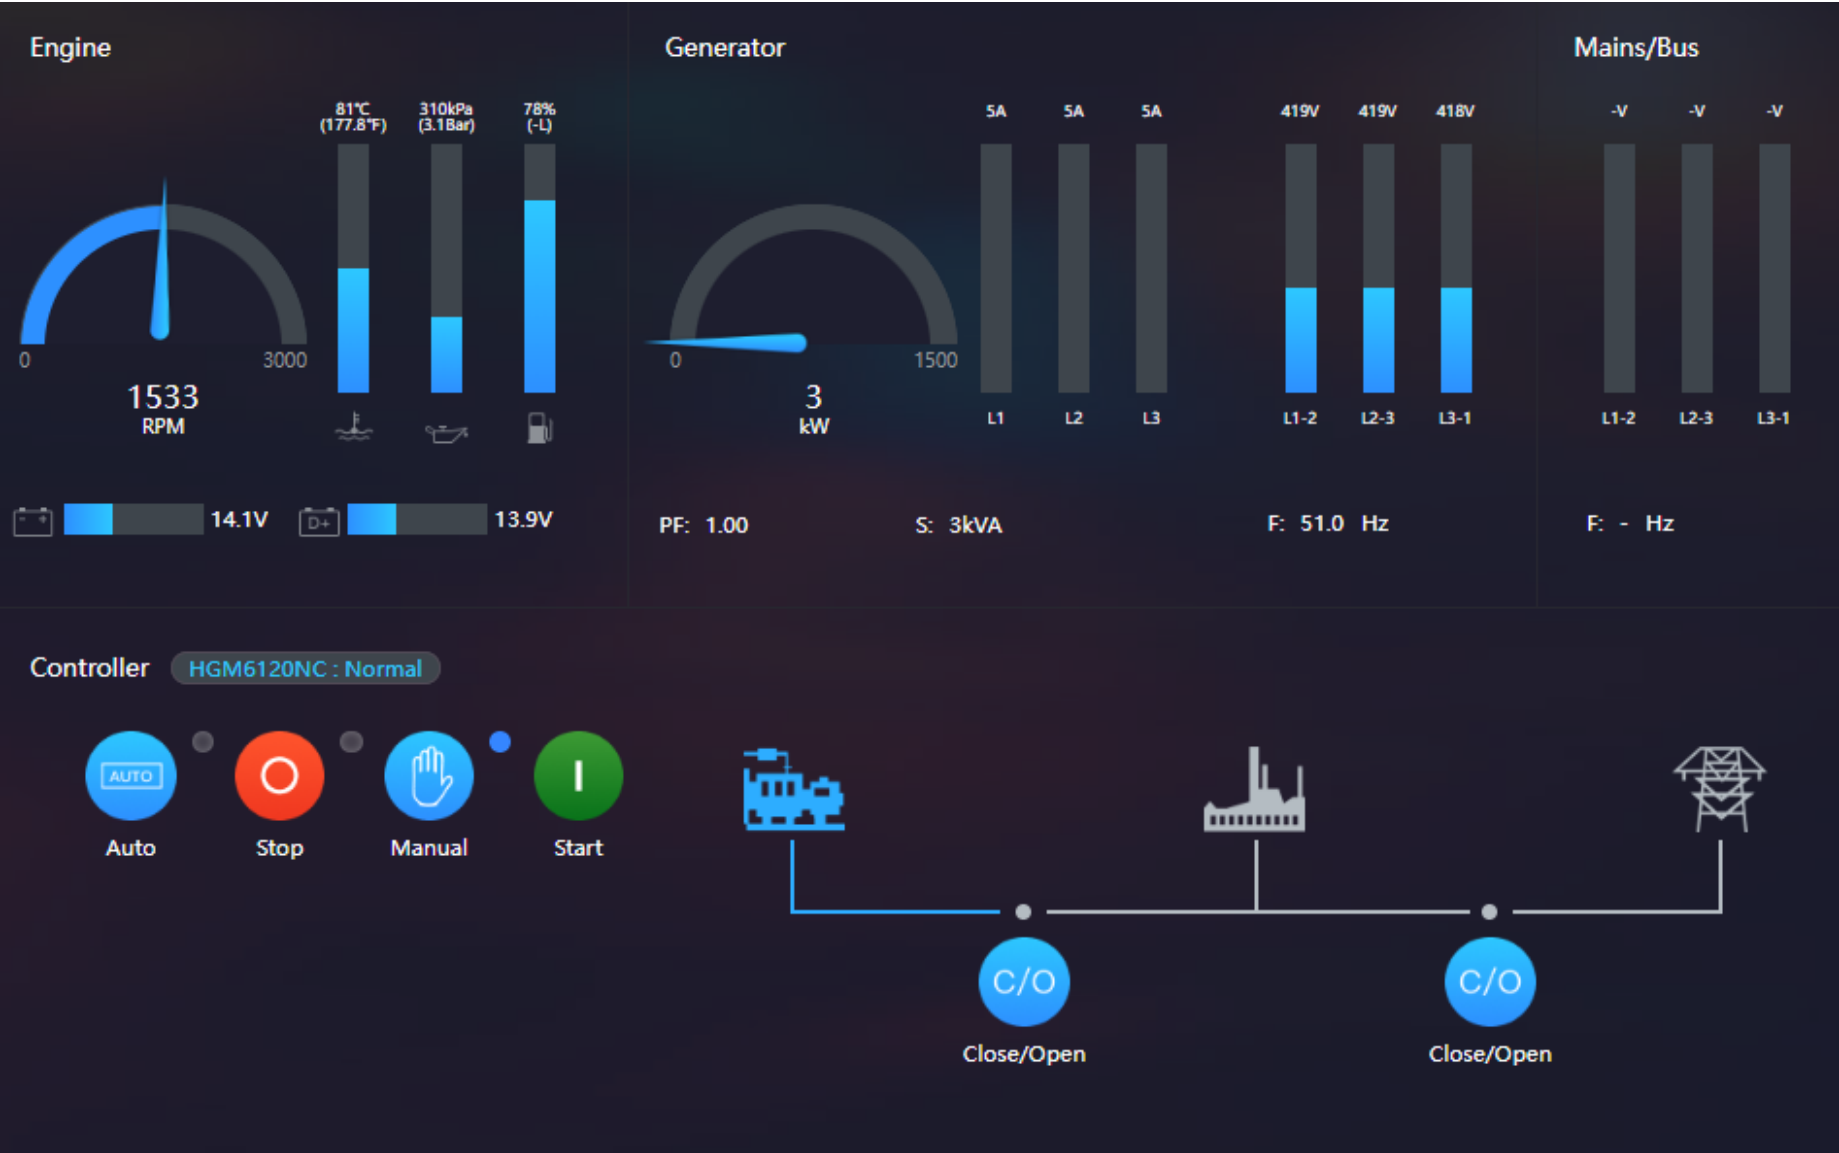 Engine
81℃
(177.8℉)
310kPa
(3.1Bar)
78%
(-L)
0
3000
1533
RPM
14.1V
D+
13.9V
Generator
0
1500
3
kW
5A
5A
5A
L1
L2
L3
419V
419V
418V
L1-2
L2-3
L3-1
PF: 1.00
S: 3kVA
F: 51.0 Hz
Mains/Bus
-V
-V
-V
L1-2
L2-3
L3-1
F: - Hz
Controller
HGM6120NC : Normal
AUTO
Auto
Stop
Manual
Start
C/O
Close/Open
C/O
Close/Open